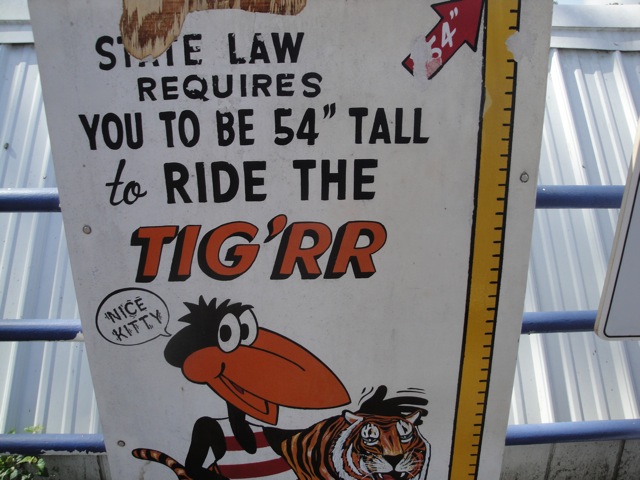 STATE LAW
54"
REQUIRES
YOU TO BE 54" TALL
to RIDE THE
TIG'RR
NICE
KITTY